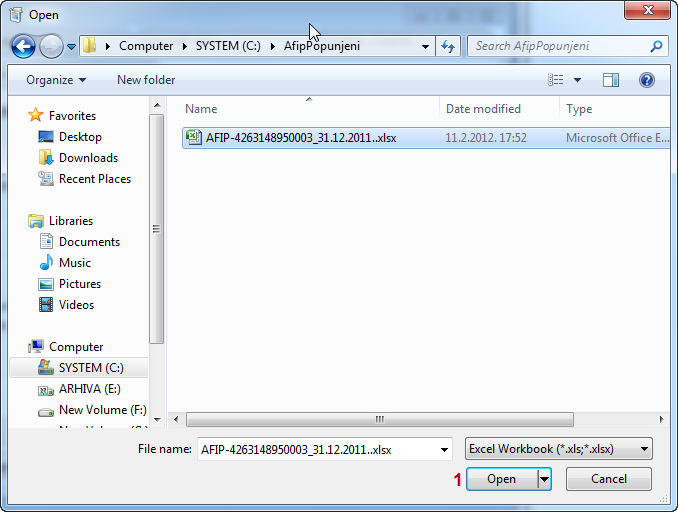 Open
Computer SYSTEM (C:) AfipPopunjeni Search AfipPopunjeni
Organize New folder
Name Date modified Type
AFIP-4263148950003_31.12.2011..xlsx 11.2.2012. 17:52 Microsoft Office E...
Favorites
Desktop
Downloads
Recent Places
Libraries
Documents
Music
Pictures
Videos
Computer
SYSTEM (C:)
ARHIVA (E:)
New Volume (F:)
File name: AFIP-4263148950003_31.12.2011..xlsx Excel Workbook (*.xls;*.xlsx)
1 Open Cancel